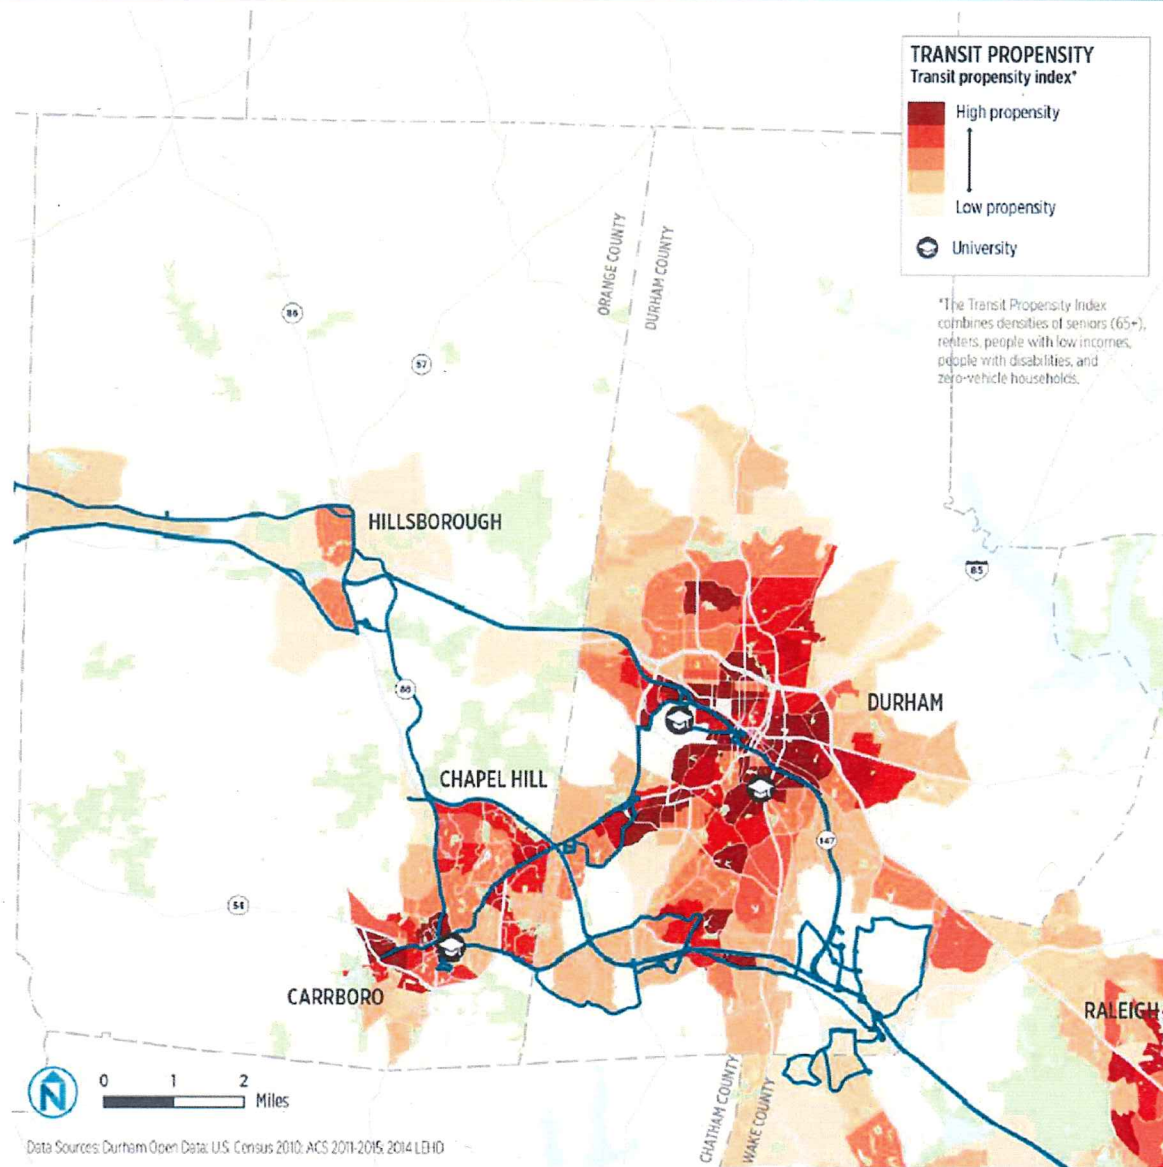 TRANSIT PROPENSITY
Transit propensity index*
High propensity
Low propensity
University
*The Transit Propensity Index
combines densities of seniors (65+),
renters, people with low incomes,
people with disabilities, and
zero-vehicle households.
ORANGE COUNTY
DURHAM COUNTY
86
57
HILLSBOROUGH
85
86
DURHAM
CHAPEL HILL
147
54
CARRBORO
RALEIGH
CHATHAM COUNTY
WAKE COUNTY
N
0 1 2
Miles
Data Sources: Durham Open Data; U.S. Census 2010; ACS 2011-2015; 2014 LEHD